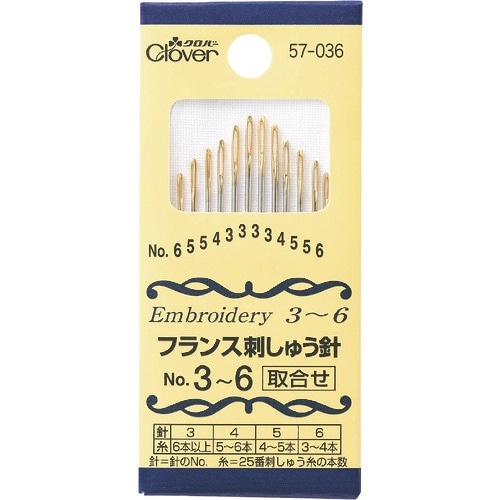 クロバー
Clover
57-036
No. 6 5 5 4 3 3 3 3 4 5 5 6
Embroidery 3～6
フランス刺しゅう針
No. 3～6 取合せ
針 3 4 5 6
糸 6本以上 5～6本 4～5本 3～4本
針=針のNo. 糸=25番刺しゅう糸の本数